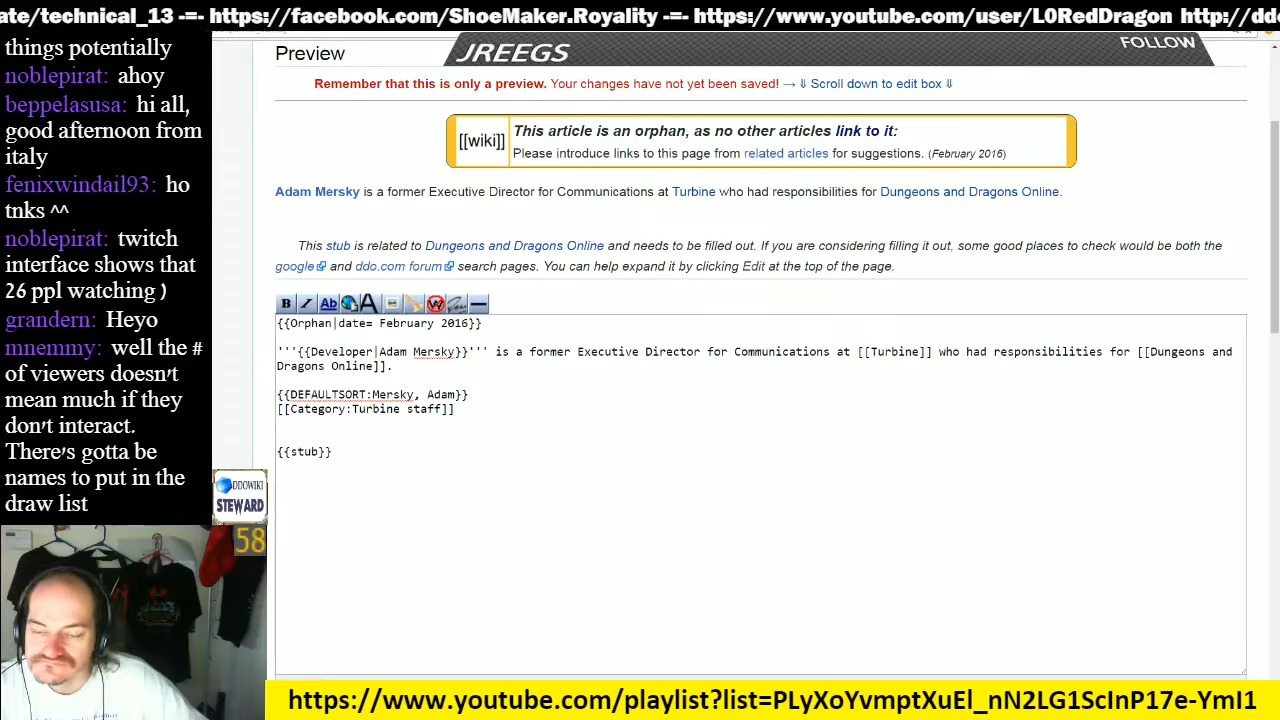 ate/technical_13 -=- https://facebook.com/ShoeMaker.Royality -=- https://www.youtube.com/user/L0RedDragon http://dd
things potentially
noblepirat: ahoy
beppelasusa: hi all,
good afternoon from
italy
fenixwindail93: ho
tnks ^^
noblepirat: twitch
interface shows that
26 ppl watching )
grandern: Heyo
mnemmy: well the #
of viewers doesn't
mean much if they
don't interact.
There's gotta be
names to put in the
draw list
DDOWIKI
STEWARD
58
JREEGS
FOLLOW
Preview
Remember that this is only a preview. Your changes have not yet been saved! → ⇓ Scroll down to edit box ⇓
[[wiki]]
This article is an orphan, as no other articles link to it:
Please introduce links to this page from related articles for suggestions. (February 2016)
Adam Mersky is a former Executive Director for Communications at Turbine who had responsibilities for Dungeons and Dragons Online.
This stub is related to Dungeons and Dragons Online and needs to be filled out. If you are considering filling it out, some good places to check would be both the
google and ddo.com forum search pages. You can help expand it by clicking Edit at the top of the page.
B I Ab A W
{{Orphan|date= February 2016}}
'''{{Developer|Adam Mersky}}''' is a former Executive Director for Communications at [[Turbine]] who had responsibilities for [[Dungeons and
Dragons Online]].
{{DEFAULTSORT:Mersky, Adam}}
[[Category:Turbine staff]]
{{stub}}
https://www.youtube.com/playlist?list=PLyXoYvmptXuEl_nN2LG1ScInP17e-YmI1